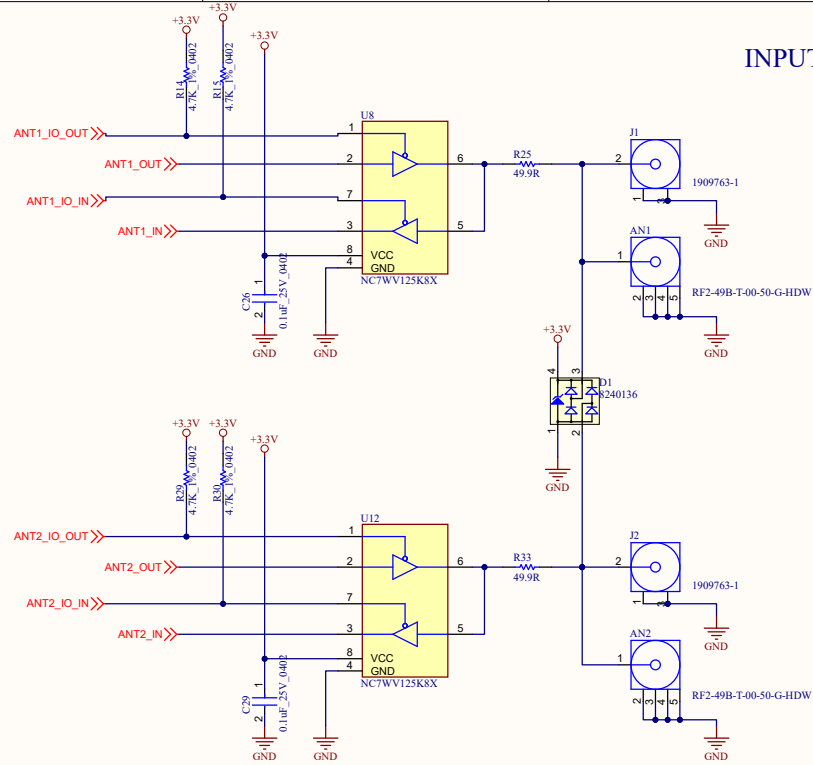 INPUT
+3.3V
+3.3V
+3.3V
R14
4.7K_1%_0402
R15
4.7K_1%_0402
U8
ANT1_IO_OUT
1
ANT1_OUT
2
6
R25
49.9R
ANT1_IO_IN
7
ANT1_IN
3
5
8
VCC
4
GND
NC7WV125K8X
C26
0.1uF_25V_0402
1
2
GND
GND
J1
2
1909763-1
1
3
GND
AN1
1
RF2-49B-T-00-50-G-HDW
2
3
4
5
GND
+3.3V
4
3
D1
8240136
1
2
GND
+3.3V
+3.3V
+3.3V
R29
4.7K_1%_0402
R30
4.7K_1%_0402
U12
ANT2_IO_OUT
1
ANT2_OUT
2
6
R33
49.9R
ANT2_IO_IN
7
ANT2_IN
3
5
8
VCC
4
GND
NC7WV125K8X
C29
0.1uF_25V_0402
1
2
GND
GND
J2
2
1909763-1
1
3
GND
AN2
1
RF2-49B-T-00-50-G-HDW
2
3
4
5
GND